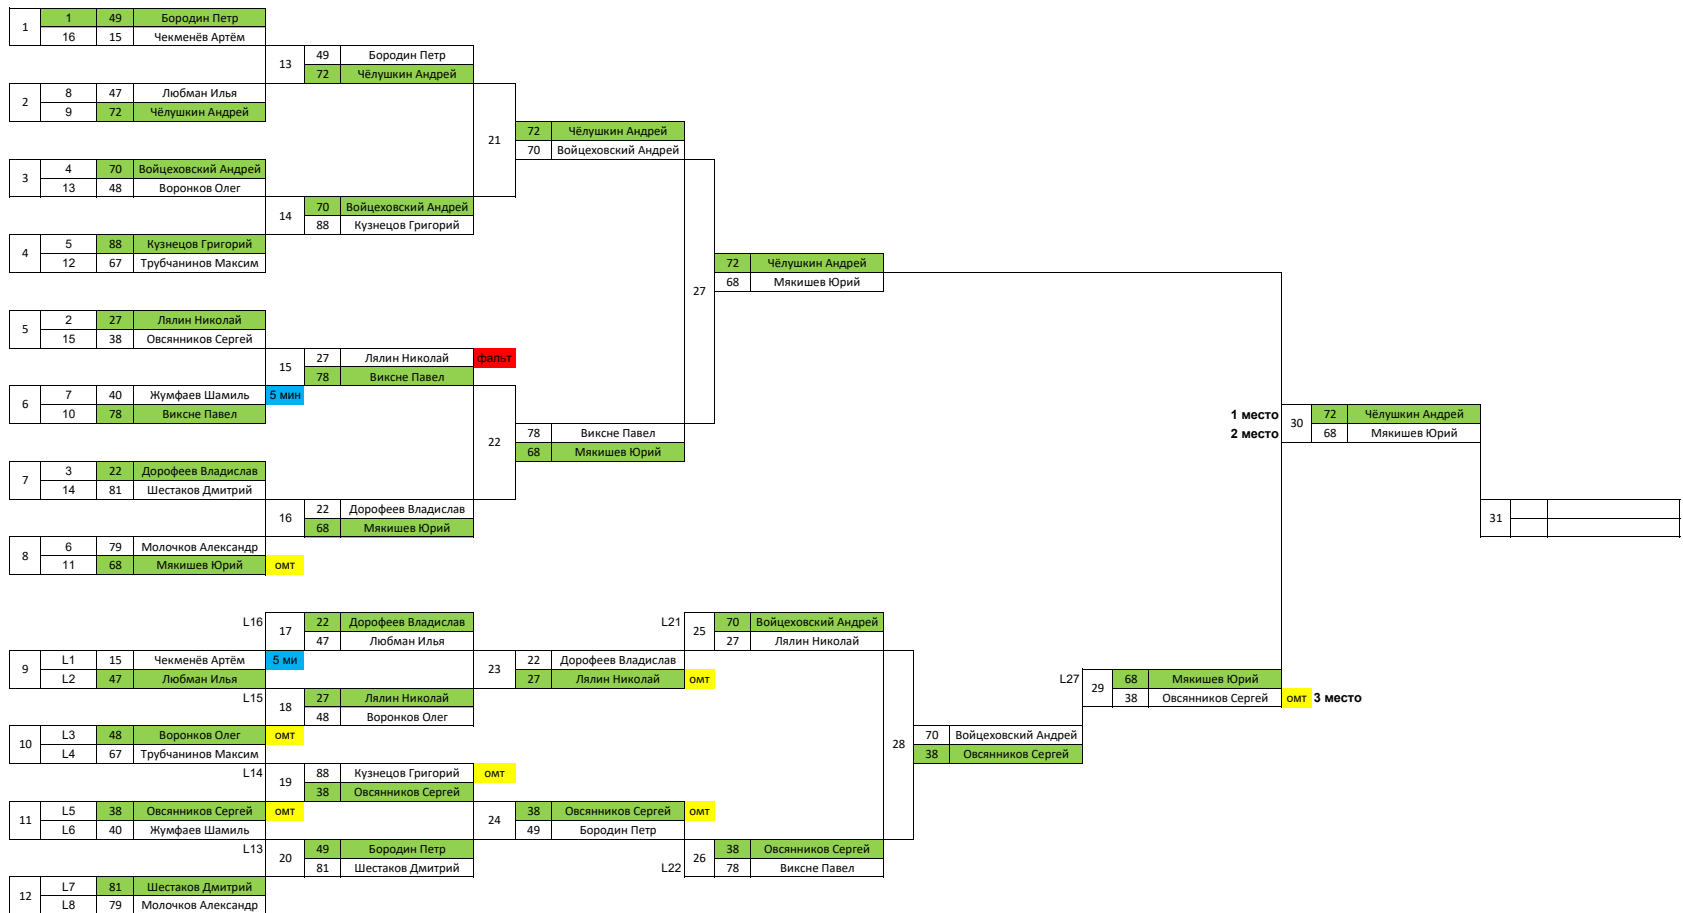 1 1 49 Бородин Петр
16 15 Чекменёв Артём
13 49 Бородин Петр
72 Чёлушкин Андрей
2 8 47 Любман Илья
9 72 Чёлушкин Андрей
21 72 Чёлушкин Андрей
70 Войцеховский Андрей
3 4 70 Войцеховский Андрей
13 48 Воронков Олег
14 70 Войцеховский Андрей
88 Кузнецов Григорий
4 5 88 Кузнецов Григорий
12 67 Трубчанинов Максим
27 72 Чёлушкин Андрей
68 Мякишев Юрий
5 2 27 Лялин Николай
15 38 Овсянников Сергей
15 27 Лялин Николай фальт
78 Виксне Павел
6 7 40 Жумфаев Шамиль 5 мин
10 78 Виксне Павел
1 место 30 72 Чёлушкин Андрей
2 место 68 Мякишев Юрий
22 78 Виксне Павел
68 Мякишев Юрий
7 3 22 Дорофеев Владислав
14 81 Шестаков Дмитрий
16 22 Дорофеев Владислав
68 Мякишев Юрий
31
8 6 79 Молочков Александр
11 68 Мякишев Юрий омт
L16 17 22 Дорофеев Владислав
47 Любман Илья
L21 25 70 Войцеховский Андрей
27 Лялин Николай
9 L1 15 Чекменёв Артём 5 ми
L2 47 Любман Илья
23 22 Дорофеев Владислав
27 Лялин Николай омт
L27 29 68 Мякишев Юрий
38 Овсянников Сергей омт 3 место
L15 18 27 Лялин Николай
48 Воронков Олег
10 L3 48 Воронков Олег омт
L4 67 Трубчанинов Максим
28 70 Войцеховский Андрей
38 Овсянников Сергей
L14 19 88 Кузнецов Григорий омт
38 Овсянников Сергей
11 L5 38 Овсянников Сергей омт
L6 40 Жумфаев Шамиль
24 38 Овсянников Сергей омт
49 Бородин Петр
L13 20 49 Бородин Петр
81 Шестаков Дмитрий
26 38 Овсянников Сергей
L22 78 Виксне Павел
12 L7 81 Шестаков Дмитрий
L8 79 Молочков Александр